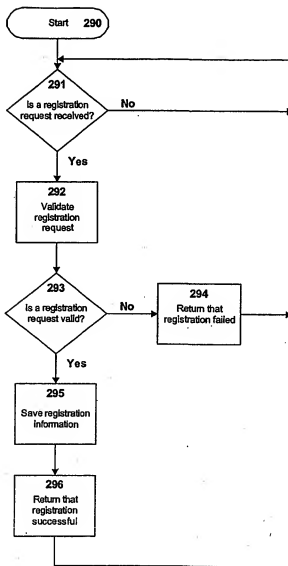 Start 290
291
Is a registration
request received?
No
Yes
292
Validate
registration
request
293
Is a registration
request valid?
No
294
Return that
registration failed
Yes
295
Save registration
information
296
Return that
registration
successful